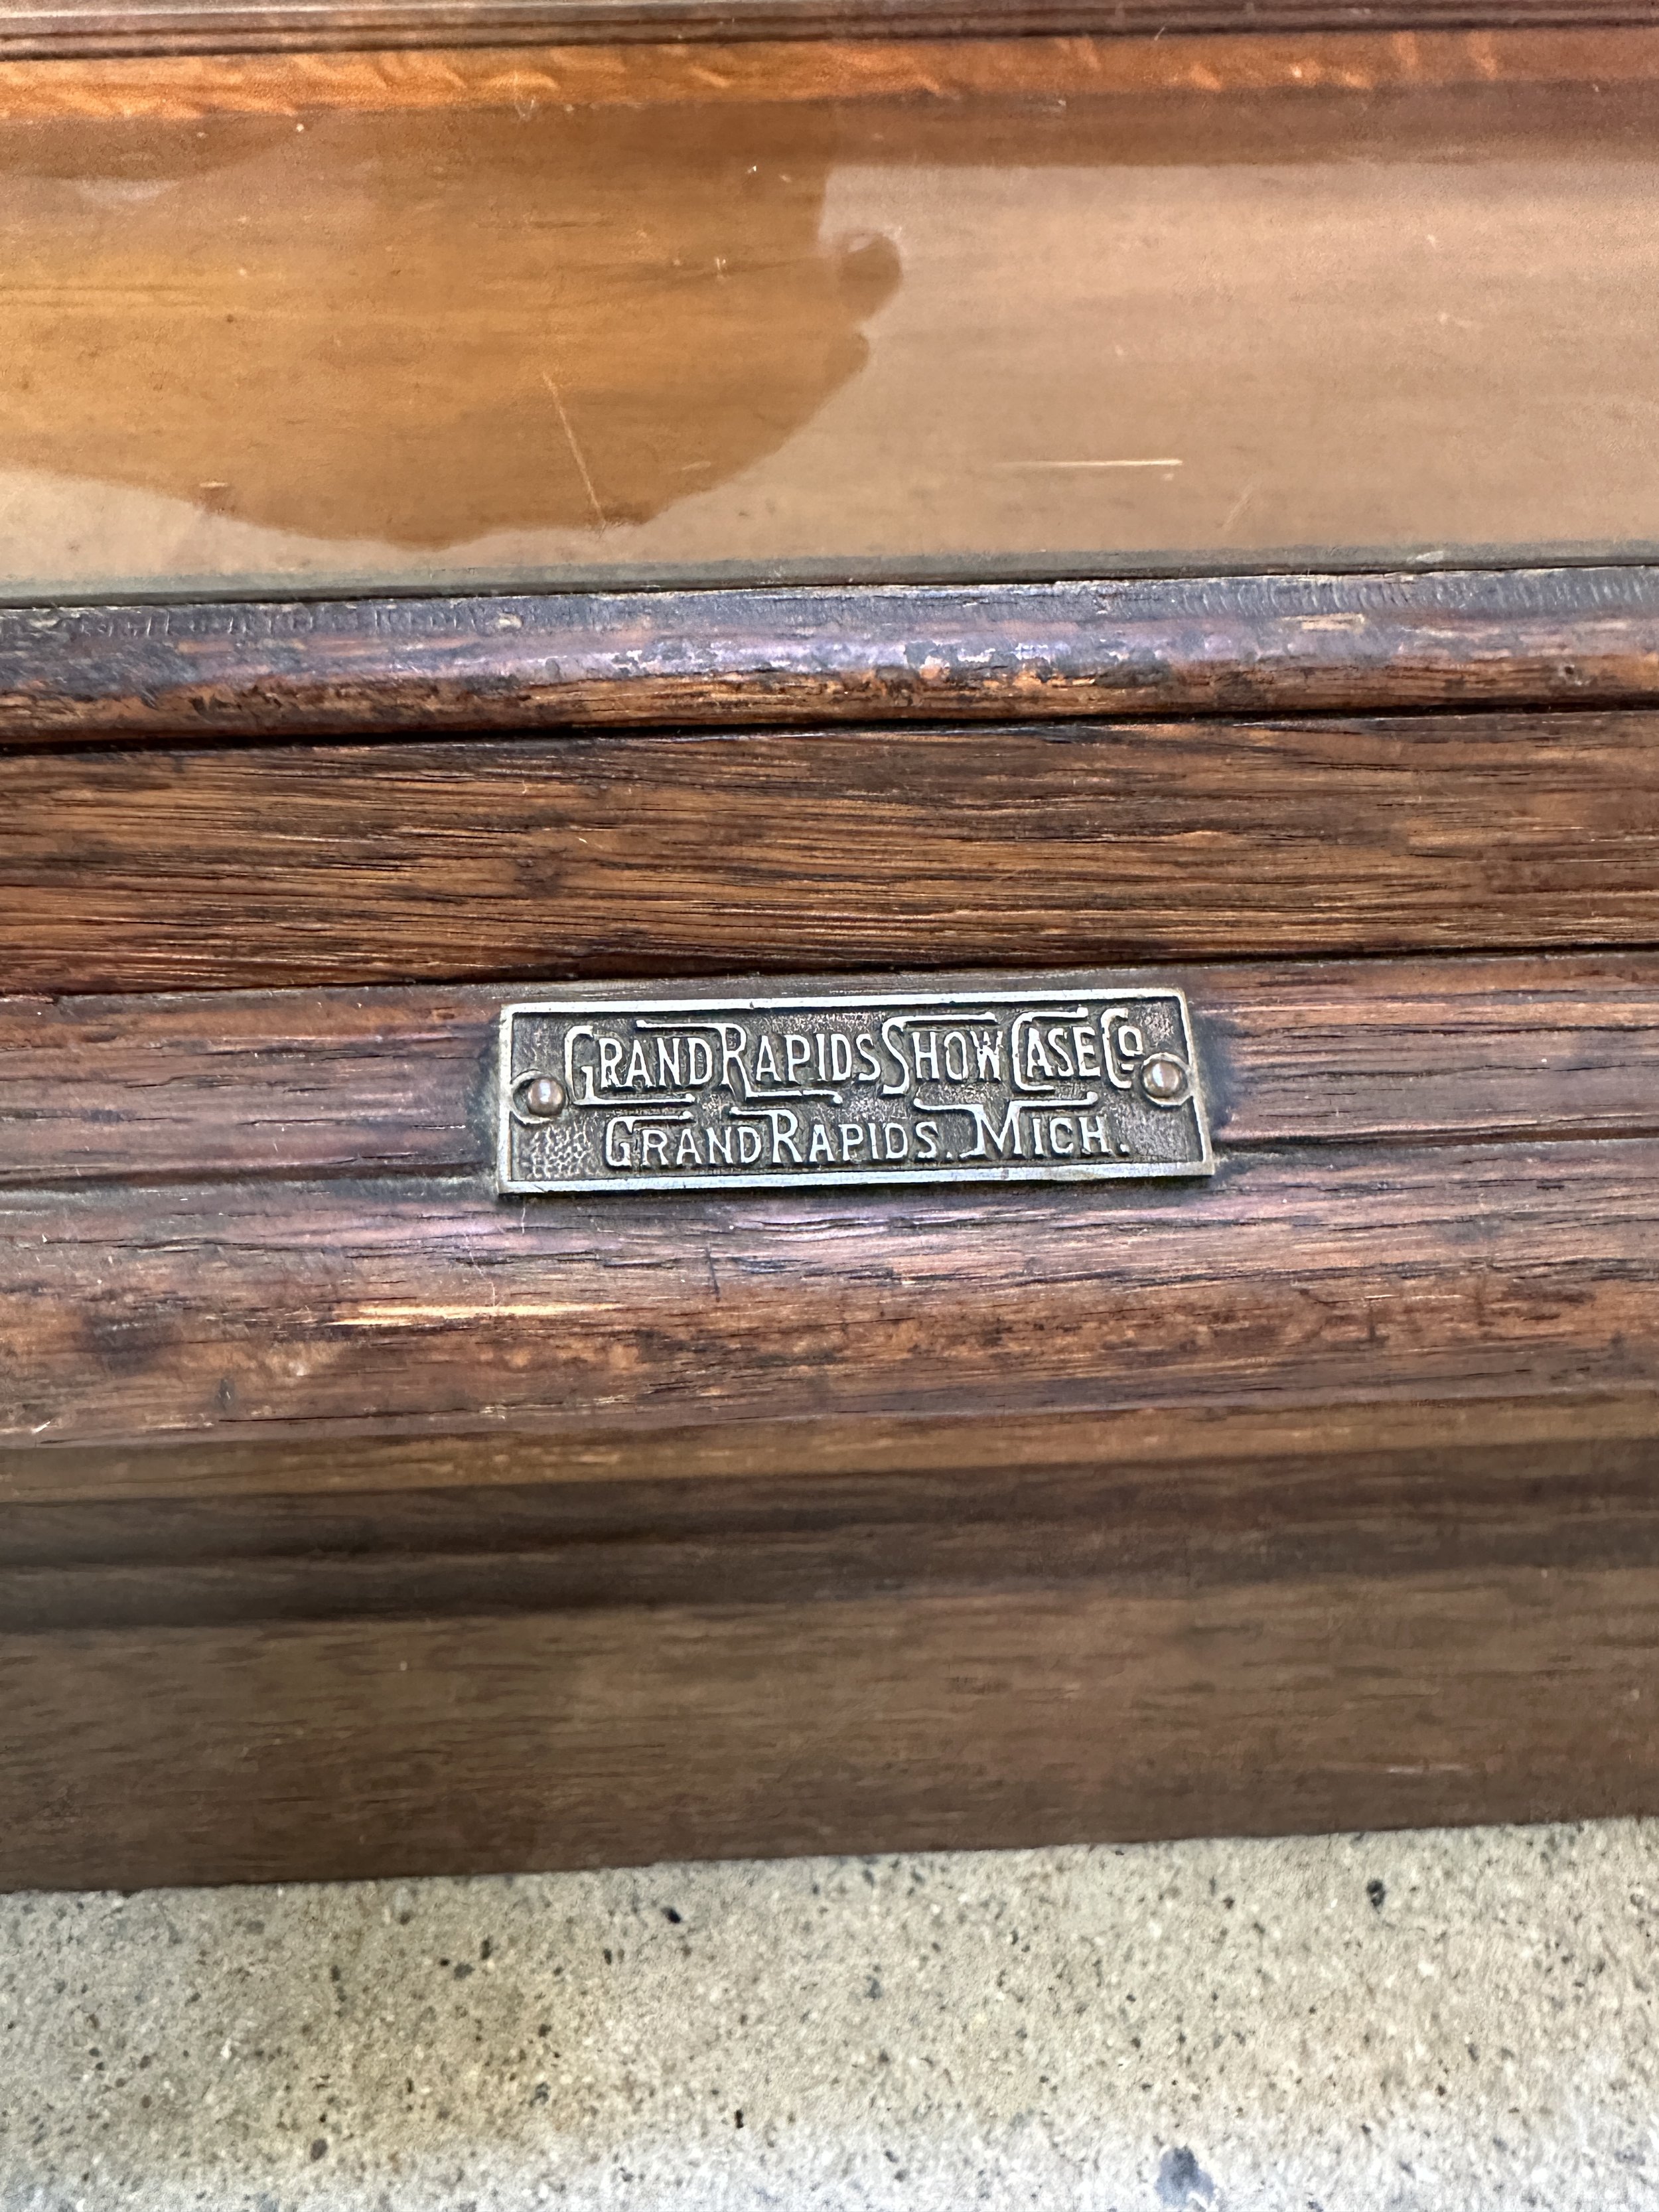 GRAND RAPIDS SHOW CASE CO
GRAND RAPIDS. MICH.